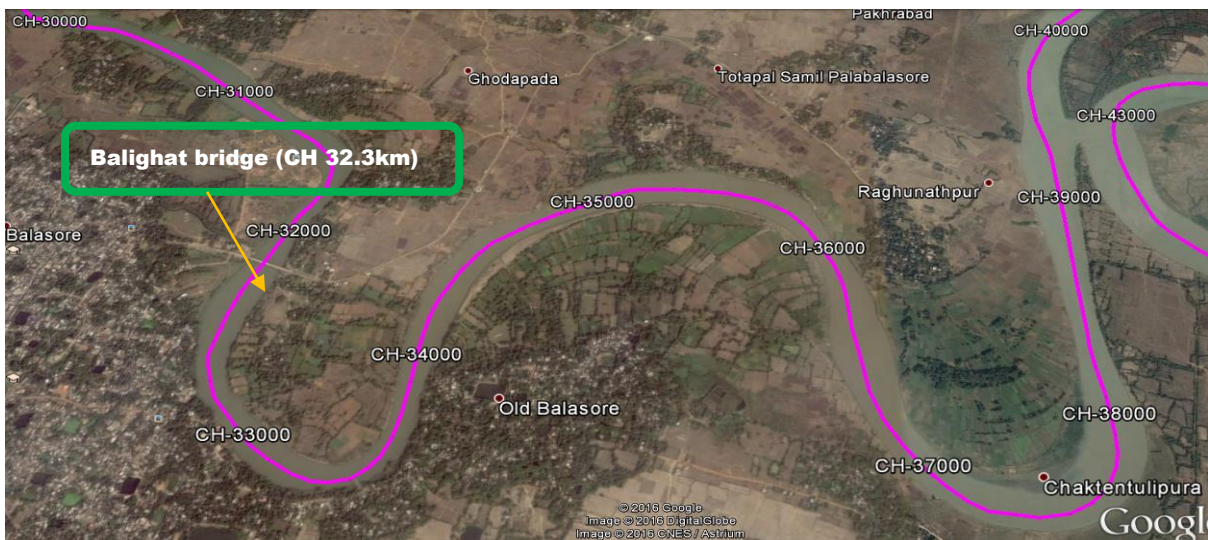 CH-30000
Pakhrabad
CH-40000
Ghodapada
Totapal Samil Palabalasore
CH-31000
CH-43000
Balighat bridge (CH 32.3km)
Raghunathpur
CH-39000
CH-35000
Balasore
CH-32000
CH-36000
CH-34000
Old Balasore
CH-38000
CH-33000
CH-37000
Chaktentulipura
© 2016 Google
Image © 2016 DigitalGlobe
Image © 2016 CNES / Astrium
Google